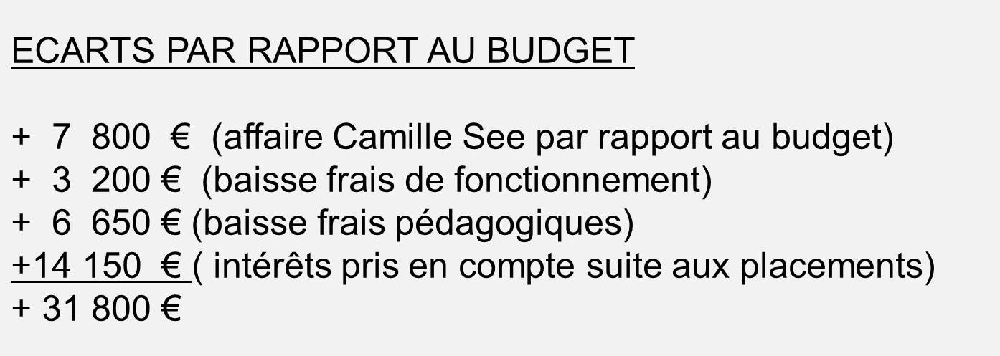 ECARTS PAR RAPPORT AU BUDGET
+ 7 800 € (affaire Camille See par rapport au budget)
+ 3 200 € (baisse frais de fonctionnement)
+ 6 650 € (baisse frais pédagogiques)
+14 150 € ( intérêts pris en compte suite aux placements)
+ 31 800 €